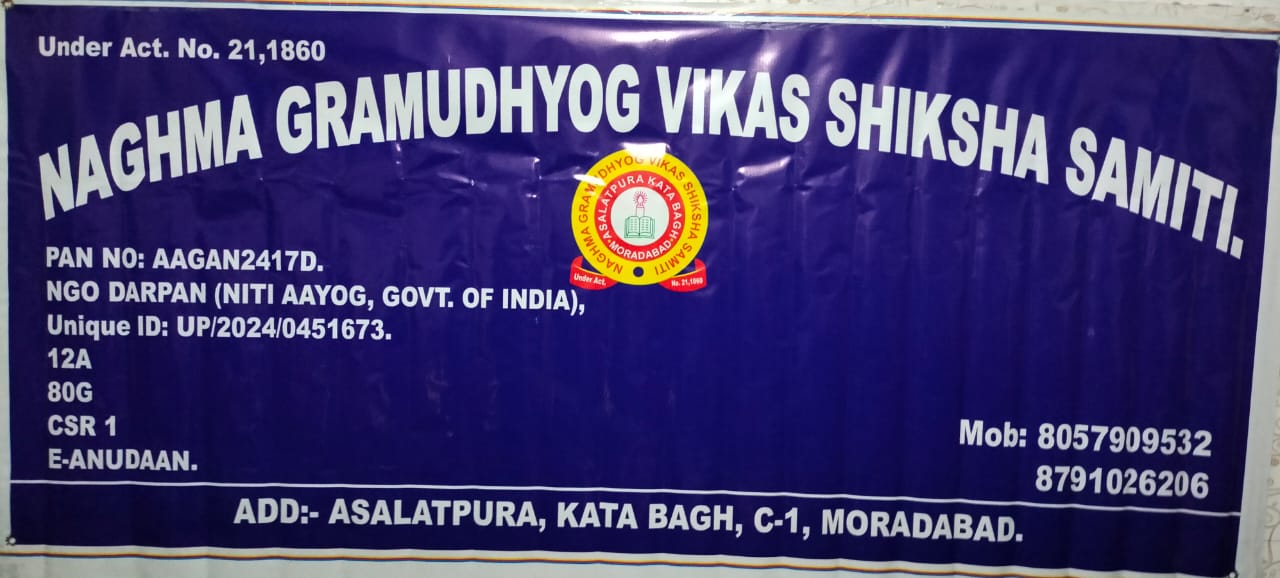 Under Act. No. 21,1860
NAGHMA GRAMUDHYOG VIKAS SHIKSHA SAMITI.
NAGHMA GRAMUDHYOG VIKAS SHIKSHA SAMITI
ASALATPURA KATA BAGH
MORADABAD
Under Act. No. 21,1860
PAN NO: AAGAN2417D.
NGO DARPAN (NITI AAYOG, GOVT. OF INDIA),
Unique ID: UP/2024/0451673.
12A
80G
CSR 1
E-ANUDAAN.
Mob: 8057909532
8791026206
ADD:- ASALATPURA, KATA BAGH, C-1, MORADABAD.